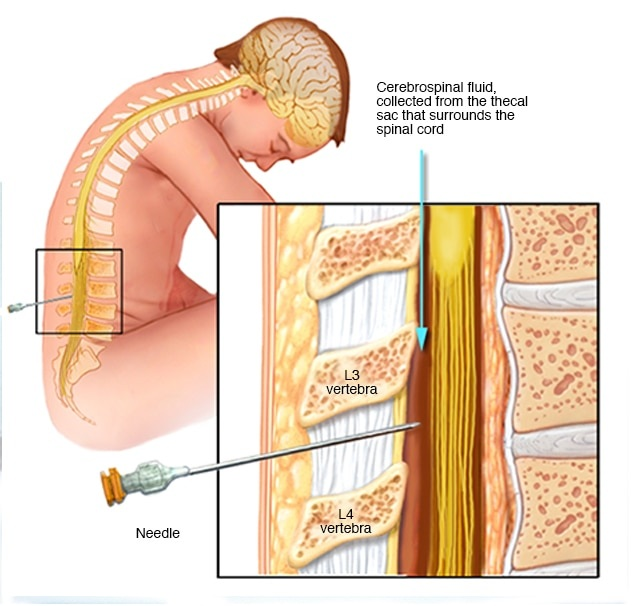 Cerebrospinal fluid,
collected from the thecal
sac that surrounds the
spinal cord
L3
vertebra
L4
vertebra
Needle